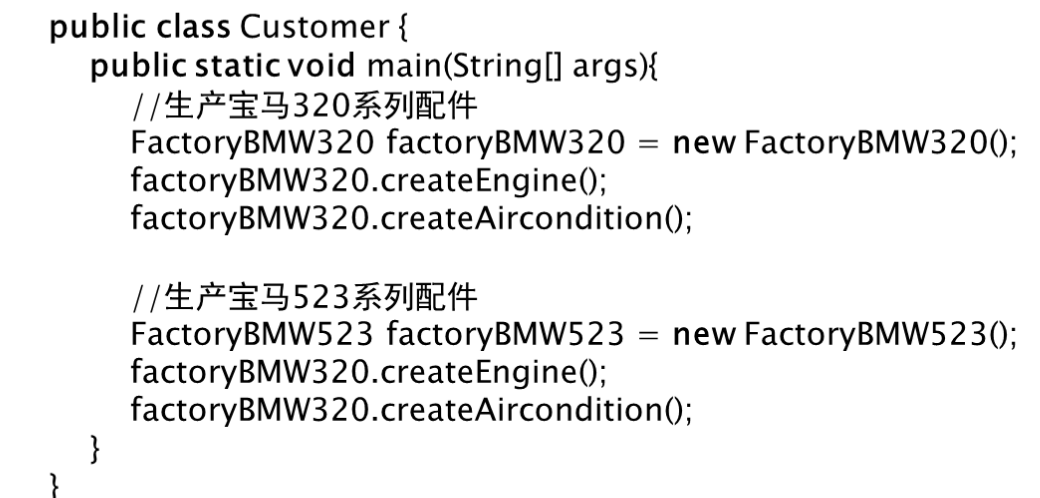 public class Customer {
public static void main(String[] args){
//生产宝马320系列配件
FactoryBMW320 factoryBMW320 = new FactoryBMW320();
factoryBMW320.createEngine();
factoryBMW320.createAircondition();
//生产宝马523系列配件
FactoryBMW523 factoryBMW523 = new FactoryBMW523();
factoryBMW320.createEngine();
factoryBMW320.createAircondition();
}
}